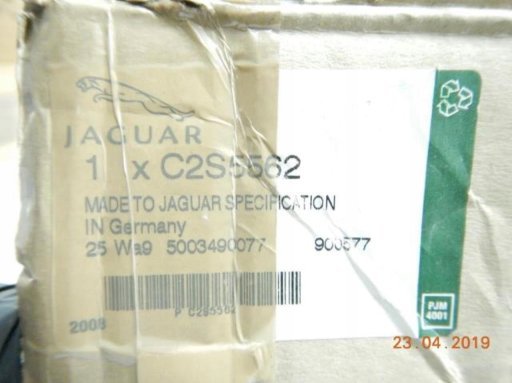 JAGUAR
1 x C2S5562
MADE TO JAGUAR SPECIFICATION
IN Germany
25 Wa9 5003490077 900577
P C2S5562
2008
PJM
4001
23.04.2019